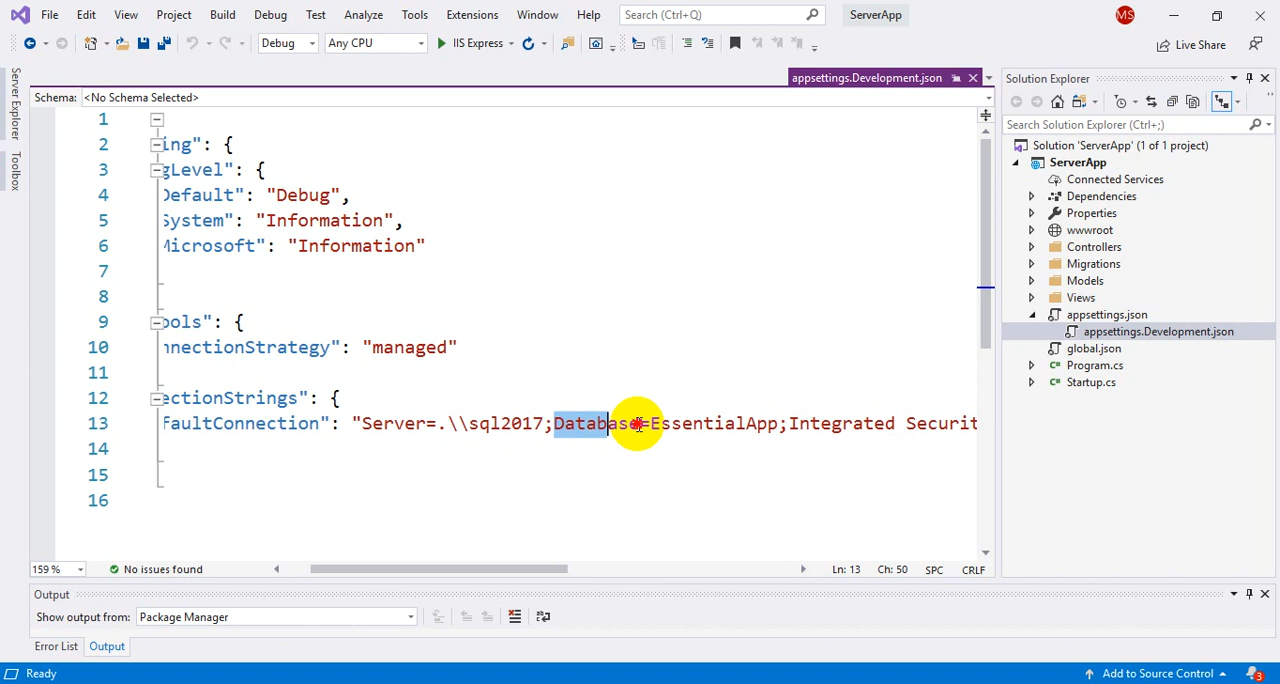 File Edit View Project Build Debug Test Analyze Tools Extensions Window Help Search (Ctrl+Q) ServerApp MS
Debug Any CPU IIS Express Live Share
Server Explorer
Toolbox
appsettings.Development.json
Schema: <No Schema Selected>
1
2 ing": {
3 gLevel": {
4 Default": "Debug",
5 System": "Information",
6 Microsoft": "Information"
7
8
9 ools": {
10 nnectionStrategy": "managed"
11
12 ectionStrings": {
13 faultConnection": "Server=.\\sql2017;Database=EssentialApp;Integrated Securit
14
15
16
159 % No issues found Ln: 13 Ch: 50 SPC CRLF
Solution Explorer
Search Solution Explorer (Ctrl+;)
Solution 'ServerApp' (1 of 1 project)
ServerApp
Connected Services
Dependencies
Properties
wwwroot
Controllers
Migrations
Models
Views
appsettings.json
appsettings.Development.json
global.json
Program.cs
Startup.cs
Output
Show output from: Package Manager
Error List Output
Ready Add to Source Control 3